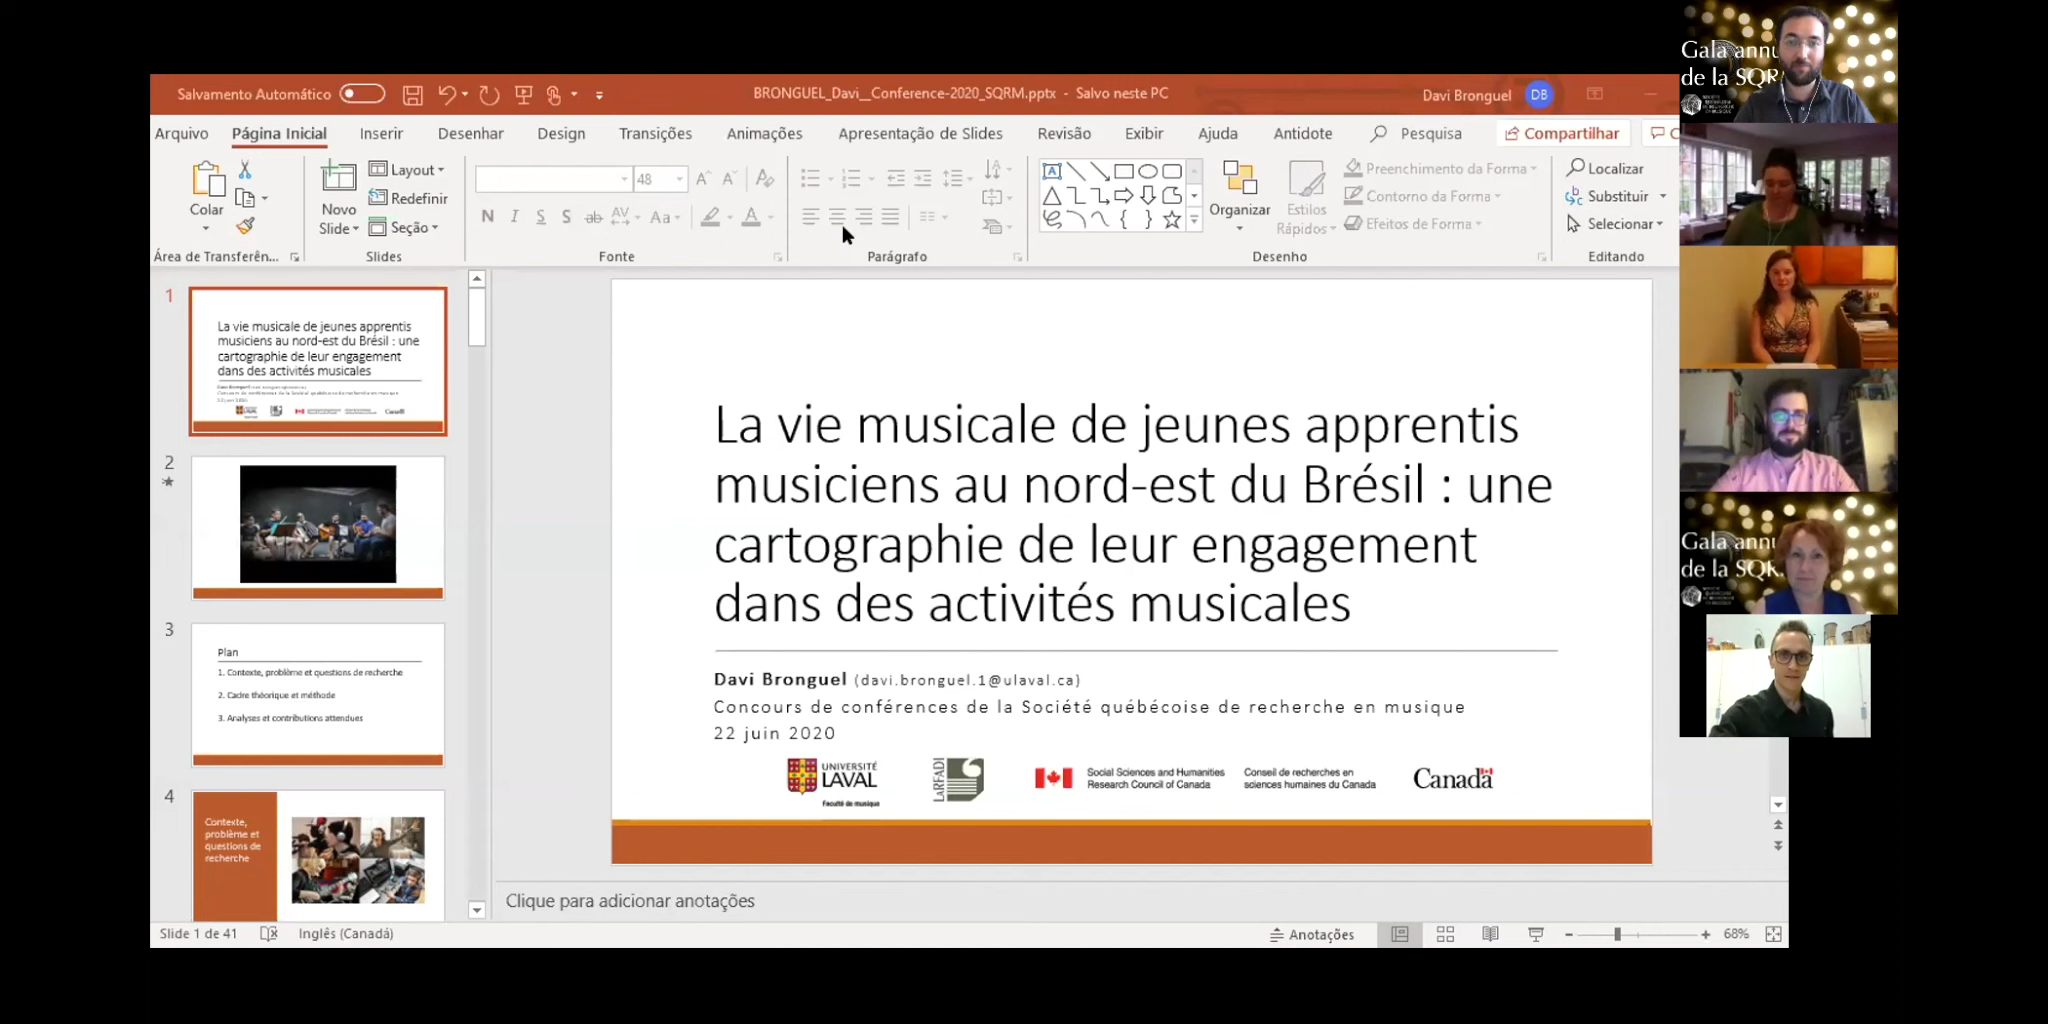 Salvamento Automático
BRONGUEL_Davi__Conference-2020_SQRM.pptx - Salvo neste PC
Davi Bronguel
DB
Arquivo
Página Inicial
Inserir
Desenhar
Design
Transições
Animações
Apresentação de Slides
Revisão
Exibir
Ajuda
Antidote
Pesquisa
Compartilhar
Colar
Novo
Slide
Layout
Redefinir
Seção
48
N I S S ab AV Aa A
Organizar
Estilos
Rápidos
Preenchimento da Forma
Contorno da Forma
Efeitos de Forma
Localizar
Substituir
Selecionar
Área de Transferên...
Slides
Fonte
Parágrafo
Desenho
Editando
1
La vie musicale de jeunes apprentis
musiciens au nord-est du Brésil : une
cartographie de leur engagement
dans des activités musicales
2
3
Plan
1. Contexte, problème et questions de recherche
2. Cadre théorique et méthode
3. Analyses et contributions attendues
4
Contexte,
problème et
questions de
recherche
La vie musicale de jeunes apprentis
musiciens au nord-est du Brésil : une
cartographie de leur engagement
dans des activités musicales
Davi Bronguel (davi.bronguel.1@ulaval.ca)
Concours de conférences de la Société québécoise de recherche en musique
22 juin 2020
UNIVERSITÉ
LAVAL
Faculté de musique
LaRFADI
Social Sciences and Humanities
Research Council of Canada
Conseil de recherches en
sciences humaines du Canada
Canada
Clique para adicionar anotações
Slide 1 de 41
Inglês (Canadá)
Anotações
68%
Gala annu
de la SQR
Gala annu
de la SQR